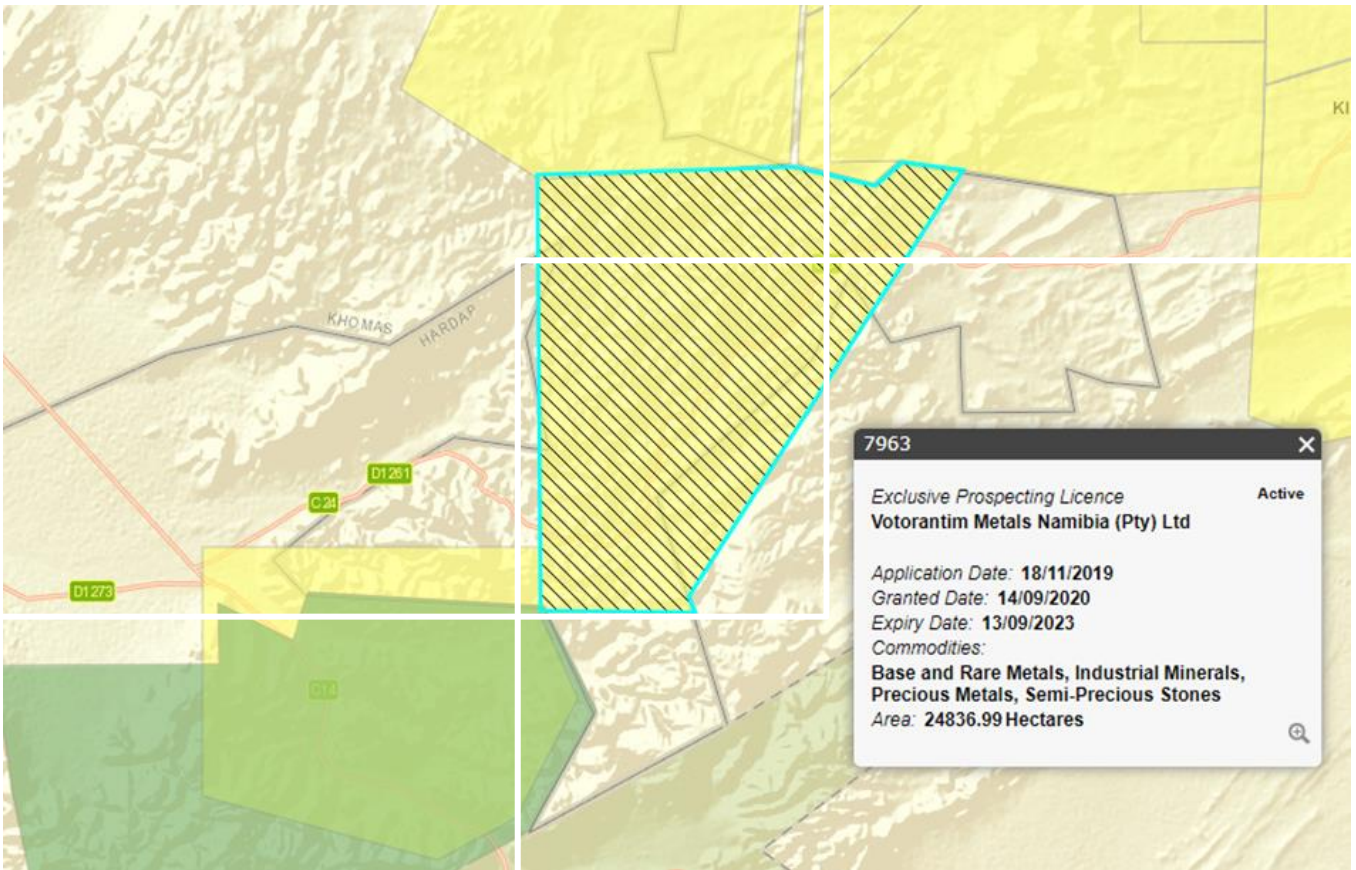 KI
KHOMAS
HARDAP
D1261
C24
D1273
7963
Exclusive Prospecting Licence
Active
Votorantim Metals Namibia (Pty) Ltd
Application Date: 18/11/2019
Granted Date: 14/09/2020
Expiry Date: 13/09/2023
Commodities:
Base and Rare Metals, Industrial Minerals,
Precious Metals, Semi-Precious Stones
Area: 24836.99 Hectares